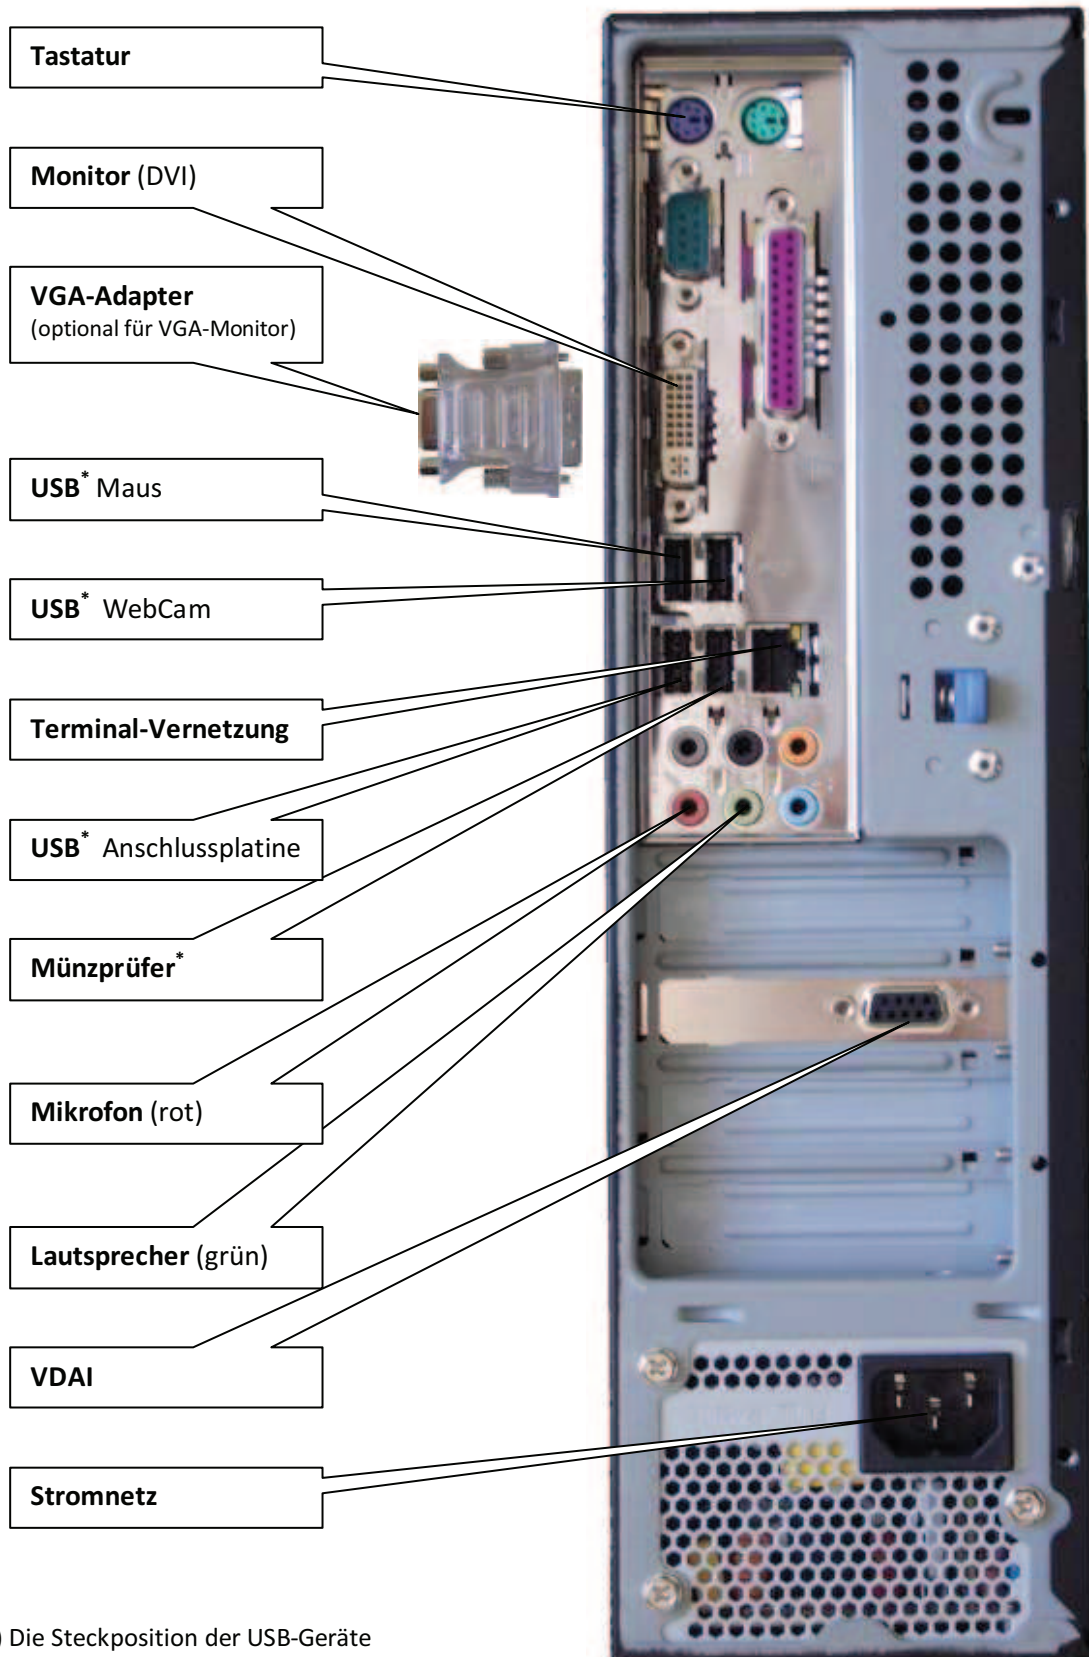 Tastatur
Monitor (DVI)
VGA-Adapter
(optional für VGA-Monitor)
USB* Maus
USB* WebCam
Terminal-Vernetzung
USB* Anschlussplatine
Münzprüfer*
Mikrofon (rot)
Lautsprecher (grün)
VDAI
Stromnetz
) Die Steckposition der USB-Geräte